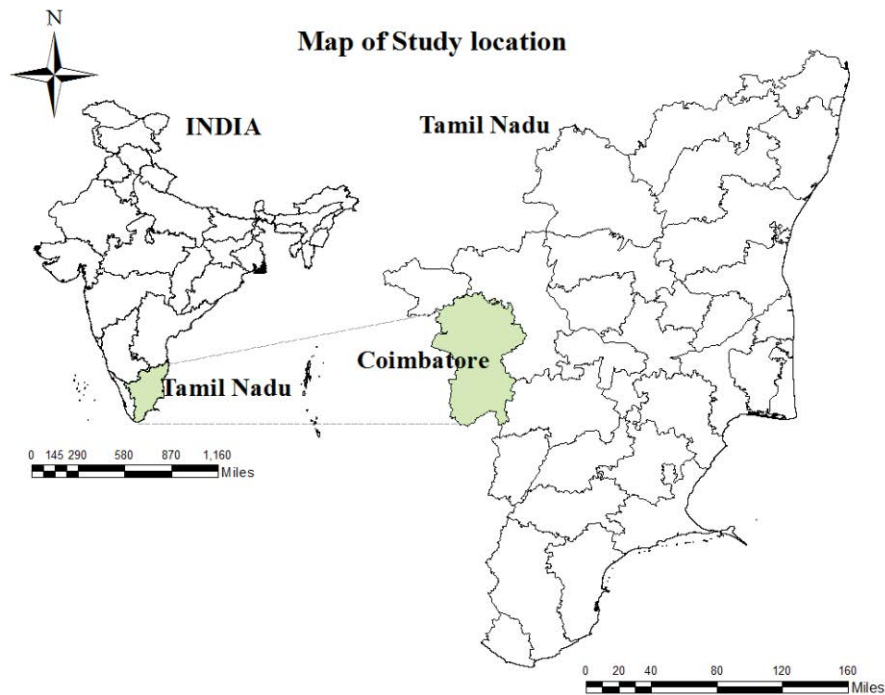 N
Map of Study location
INDIA
Tamil Nadu
Coimbatore
Tamil Nadu
0 145 290 580 870 1,160
Miles
0 20 40 80 120 160
Miles